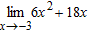 lim 6x² + 18x
x→−3